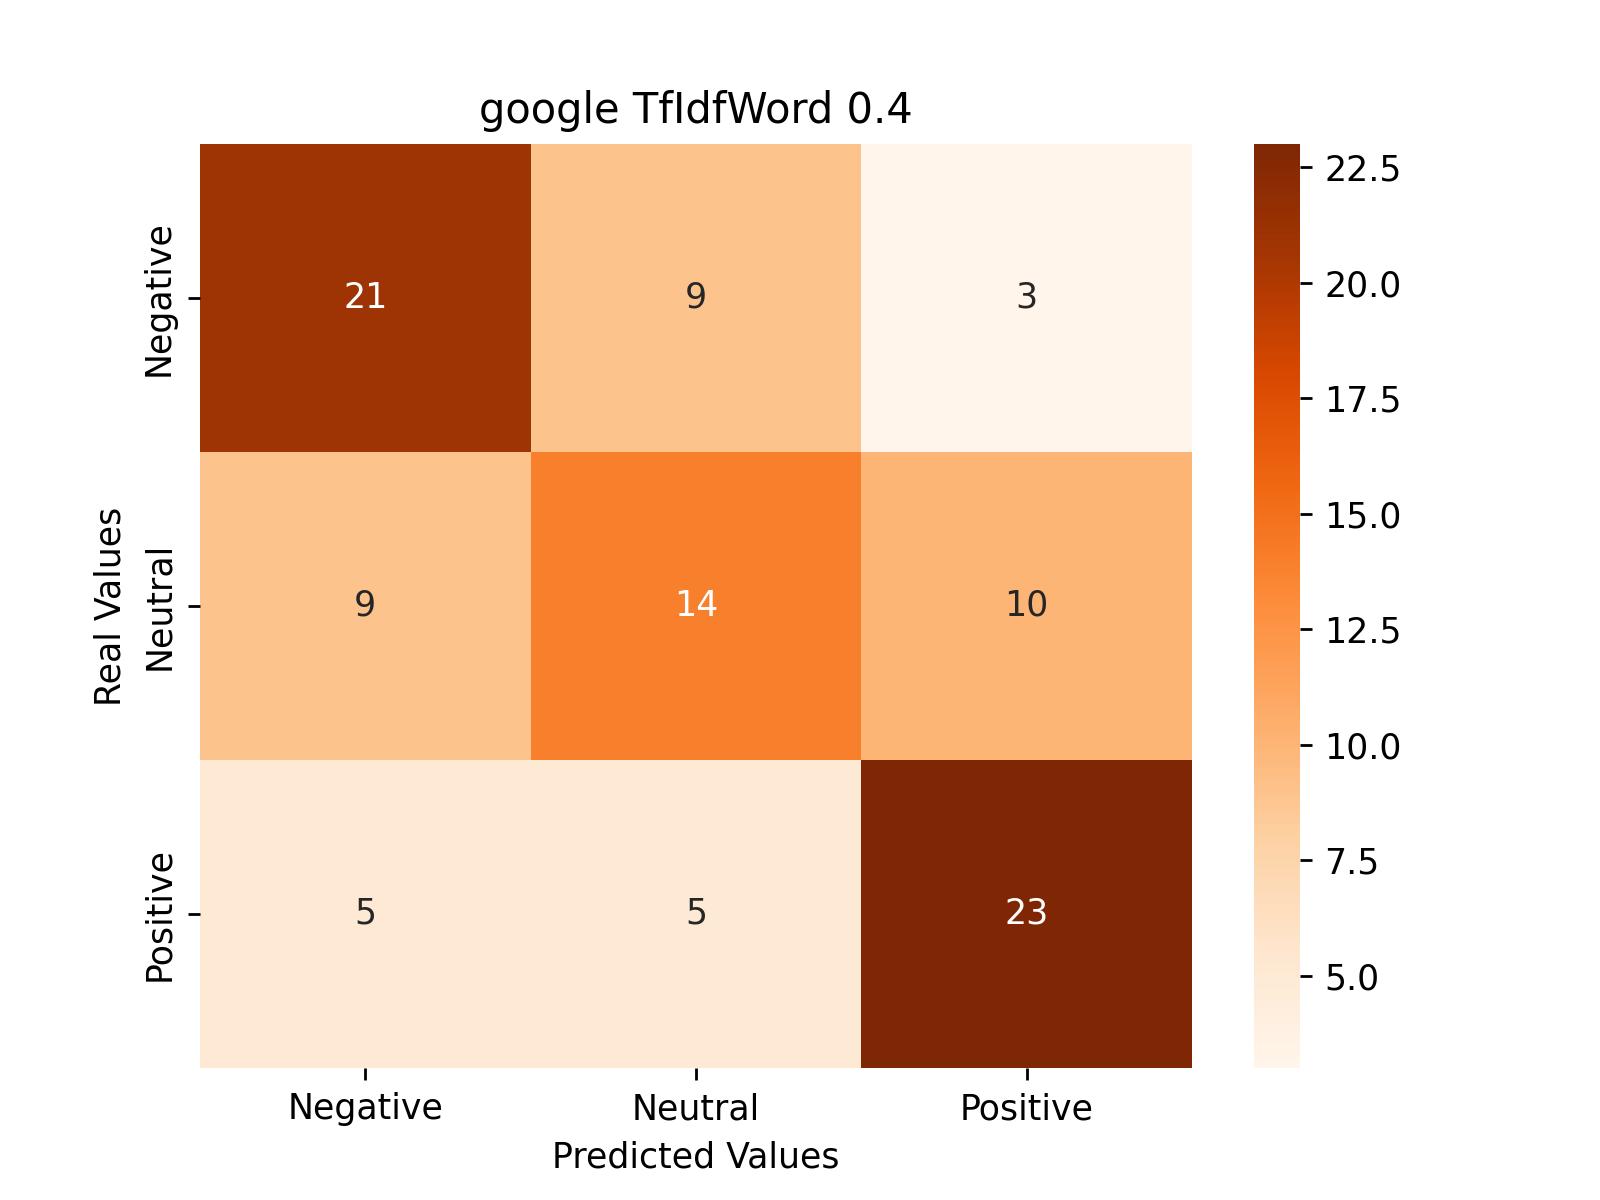 google TfIdfWord 0.4
Negative
21 9 3
Neutral
9 14 10
Positive
5 5 23
Real Values
Negative Neutral Positive
Predicted Values
22.5
20.0
17.5
15.0
12.5
10.0
7.5
5.0